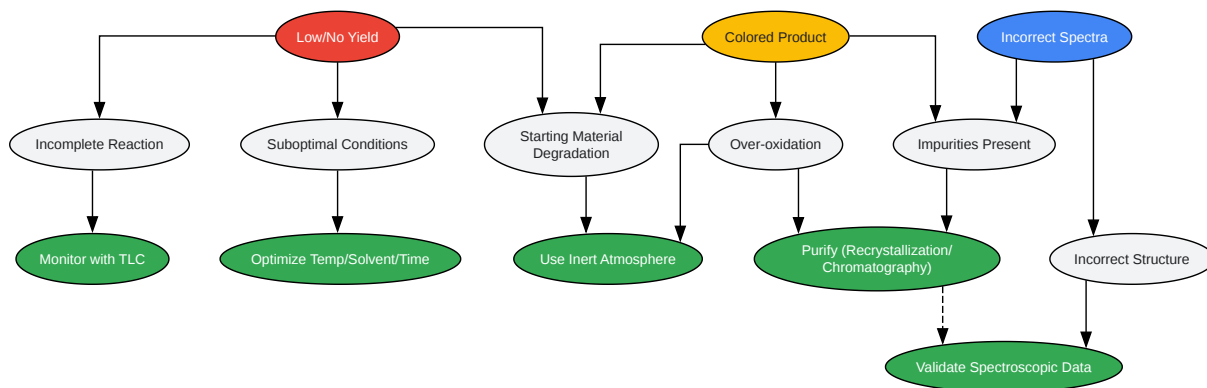 Low/No Yield
Colored Product
Incorrect Spectra
Incomplete Reaction
Suboptimal Conditions
Starting Material
Degradation
Over-oxidation
Impurities Present
Monitor with TLC
Optimize Temp/Solvent/Time
Use Inert Atmosphere
Purify (Recrystallization/
Chromatography)
Incorrect Structure
Validate Spectroscopic Data